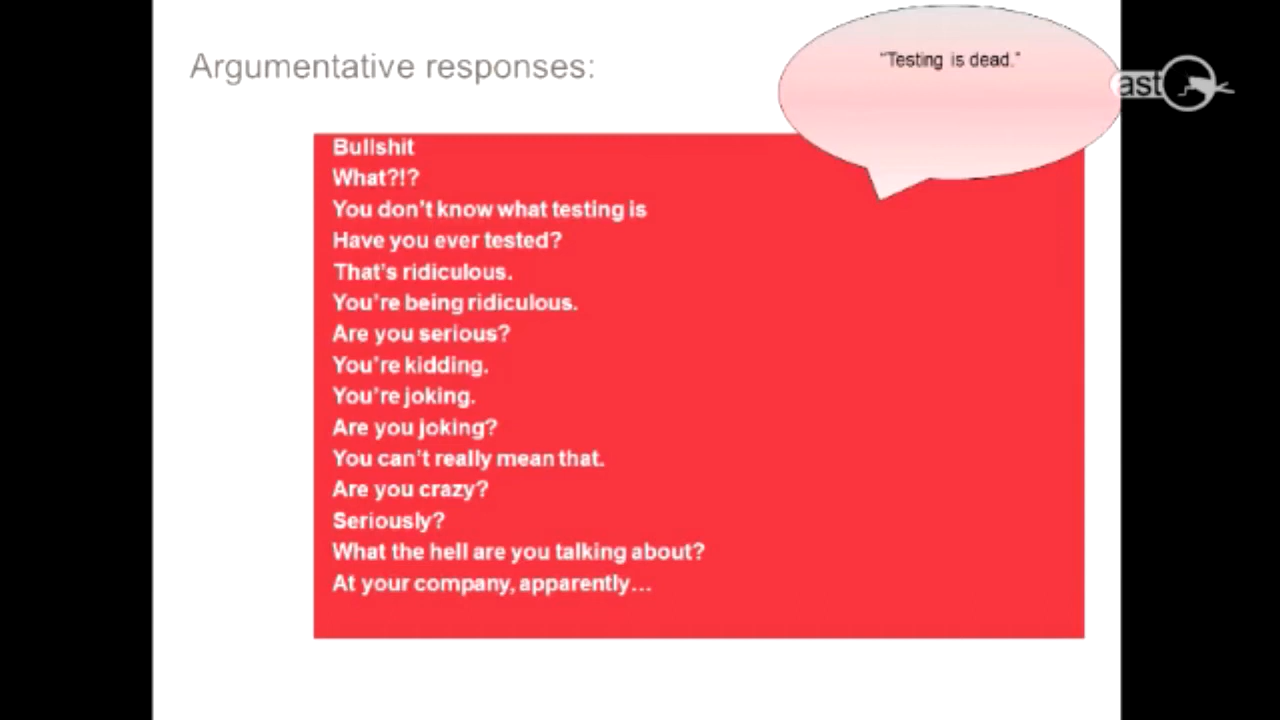 Argumentative responses:
"Testing is dead."
ast
Bullshit
What?!?
You don't know what testing is
Have you ever tested?
That's ridiculous.
You're being ridiculous.
Are you serious?
You're kidding.
You're joking.
Are you joking?
You can't really mean that.
Are you crazy?
Seriously?
What the hell are you talking about?
At your company, apparently…